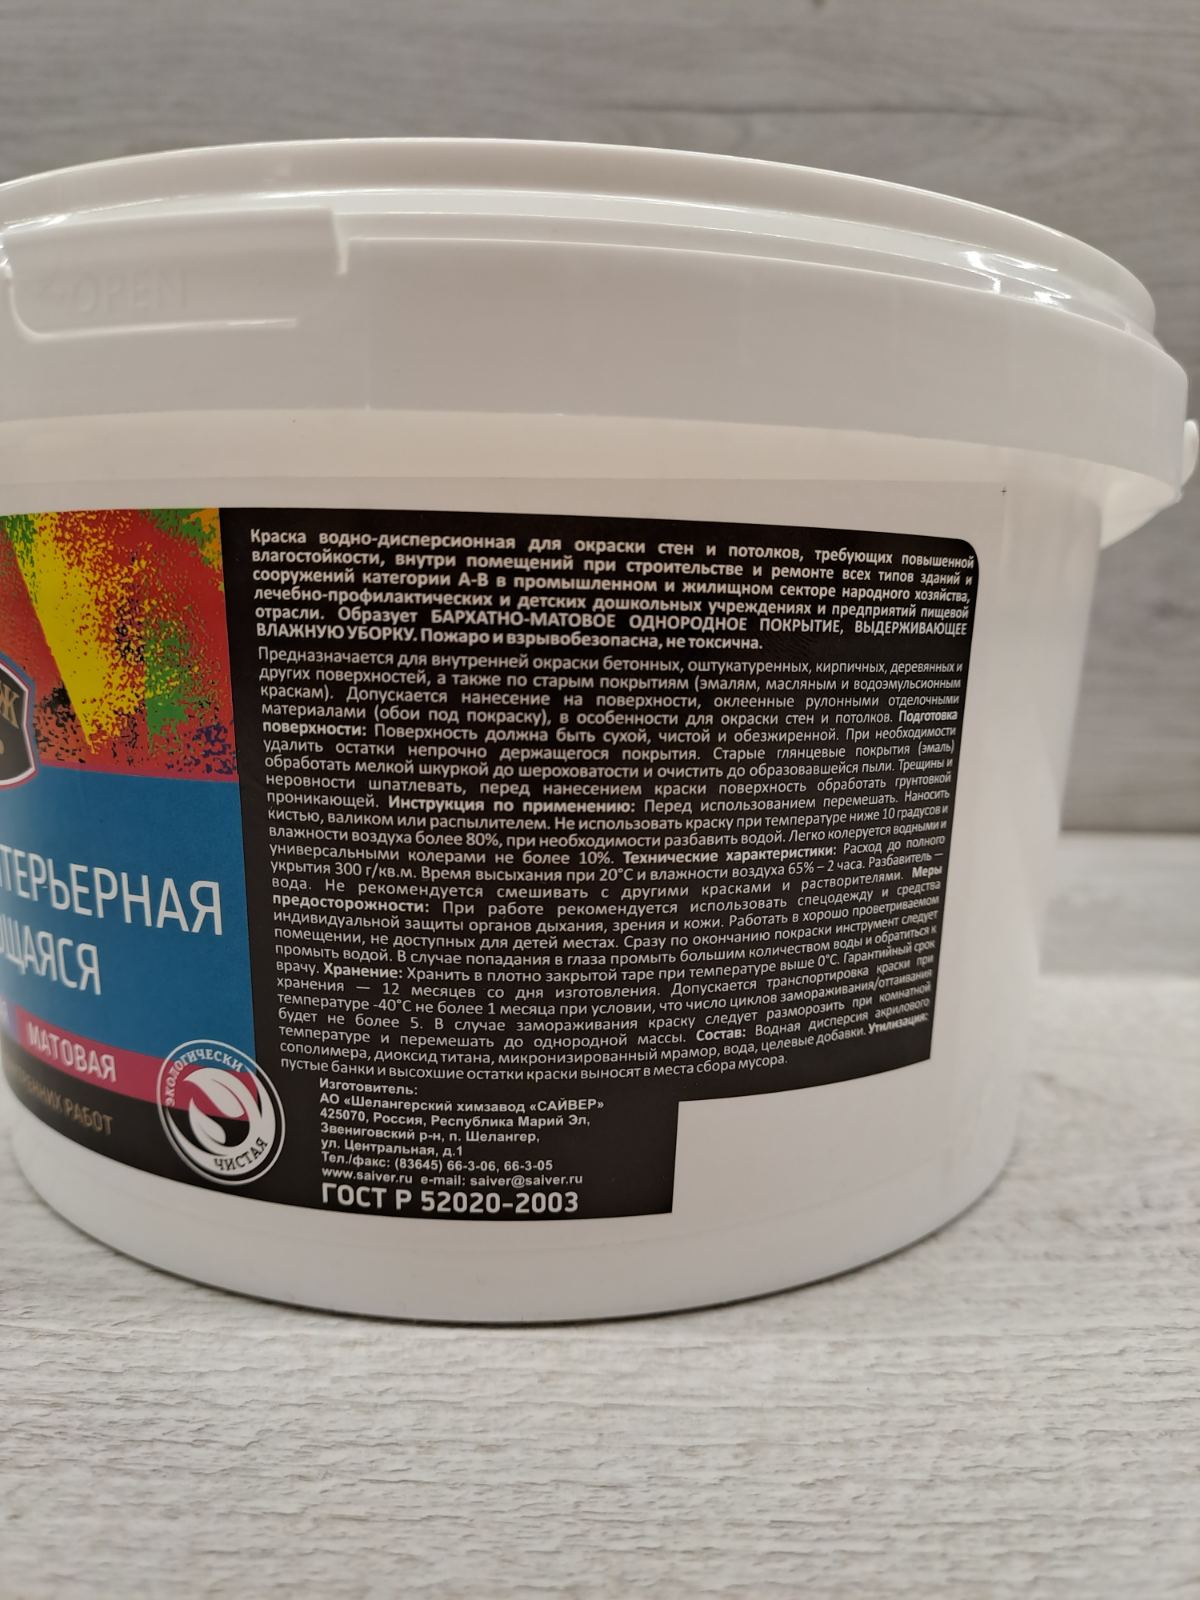 OPEN
Краска водно-дисперсионная для окраски стен и потолков, требующих повышенной
влагостойкости, внутри помещений при строительстве и ремонте всех типов зданий и
сооружений категории А-В в промышленном и жилищном секторе народного хозяйства,
лечебно-профилактических и детских дошкольных учреждениях и предприятий пищевой
отрасли. Образует БАРХАТНО-МАТОВОЕ ОДНОРОДНОЕ ПОКРЫТИЕ, ВЫДЕРЖИВАЮЩЕЕ
ВЛАЖНУЮ УБОРКУ. Пожаро и взрывобезопасна, не токсична.
Предназначается для внутренней окраски бетонных, оштукатуренных, кирпичных, деревянных и
других поверхностей, а также по старым покрытиям (эмалям, масляным и водоэмульсионным
краскам). Допускается нанесение на поверхности, оклеенные рулонными отделочными
материалами (обои под покраску), в особенности для окраски стен и потолков. Подготовка
поверхности: Поверхность должна быть сухой, чистой и обезжиренной. При необходимости
удалить остатки непрочно держащегося покрытия. Старые глянцевые покрытия (эмаль)
обработать мелкой шкуркой до шероховатости и очистить до образовавшейся пыли. Трещины и
неровности шпатлевать, перед нанесением краски поверхность обработать грунтовкой
проникающей. Инструкция по применению: Перед использованием перемешать. Наносить
кистью, валиком или распылителем. Не использовать краску при температуре ниже 10 градусов и
влажности воздуха более 80%, при необходимости разбавить водой. Легко колеруется водными и
универсальными колерами не более 10%. Технические характеристики: Расход до полного
укрытия 300 г/кв.м. Время высыхания при 20°С и влажности воздуха 65% – 2 часа. Разбавитель –
вода. Не рекомендуется смешивать с другими красками и растворителями. Меры
предосторожности: При работе рекомендуется использовать спецодежду и средства
индивидуальной защиты органов дыхания, зрения и кожи. Работать в хорошо проветриваемом
помещении, не доступных для детей местах. Сразу по окончанию покраски инструмент следует
промыть водой. В случае попадания в глаза промыть большим количеством воды и обратиться к
врачу. Хранение: Хранить в плотно закрытой таре при температуре выше 0°С. Гарантийный срок
хранения — 12 месяцев со дня изготовления. Допускается транспортировка краски при
температуре -40°С не более 1 месяца при условии, что число циклов замораживания/оттаивания
будет не более 5. В случае замораживания краску следует разморозить при комнатной
температуре и перемешать до однородной массы. Состав: Водная дисперсия акрилового
сополимера, диоксид титана, микронизированный мрамор, вода, целевые добавки. Утилизация:
пустые банки и высохшие остатки краски выносят в места сбора мусора.
Изготовитель:
АО «Шелангерский химзавод «САЙВЕР»
425070, Россия, Республика Марий Эл,
Звениговский р-н, п. Шелангер,
ул. Центральная, д.1
Тел./факс: (83645) 66-3-06, 66-3-05
www.saiver.ru e-mail: saiver@saiver.ru
ГОСТ Р 52020-2003
ТЕРЬЕРНАЯ
ЮЩАЯСЯ
МАТОВАЯ
РАБОТ
ЭКОЛОГИЧЕСКИ
ЧИСТАЯ